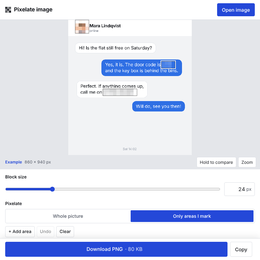 Pixelate image
Open image
Mara Lindqvist
Hi! Is the flat still free on Saturday?
Yes, it is. The door code is
and the key box is behind the bins.
Perfect. If anything comes up,
call me on
Will do, see you then!
Example 660 × 940 px
Hold to compare
Zoom
Block size
24 px
Pixelate
Whole picture
Only areas I mark
+ Add area
Undo
Clear
Download PNG · 80 KB
Copy